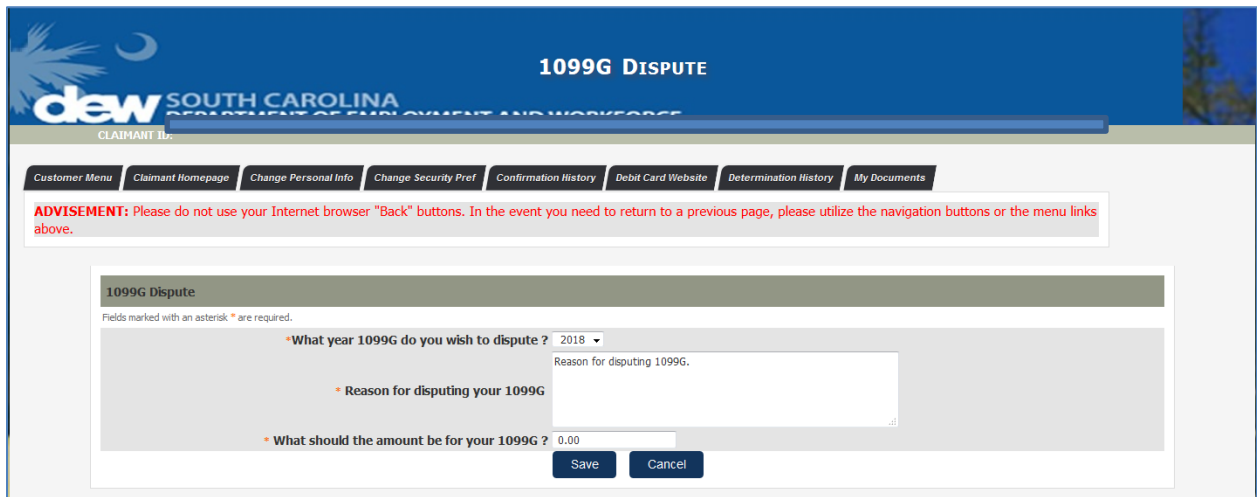 1099G DISPUTE
dew SOUTH CAROLINA
DEPARTMENT OF EMPLOYMENT AND WORKFORCE
CLAIMANT ID:
Customer Menu Claimant Homepage Change Personal Info Change Security Pref Confirmation History Debit Card Website Determination History My Documents
ADVISEMENT: Please do not use your Internet browser "Back" buttons. In the event you need to return to a previous page, please utilize the navigation buttons or the menu links
above.
1099G Dispute
Fields marked with an asterisk * are required.
*What year 1099G do you wish to dispute ? 2018
Reason for disputing 1099G.
* Reason for disputing your 1099G
* What should the amount be for your 1099G ? 0.00
Save Cancel